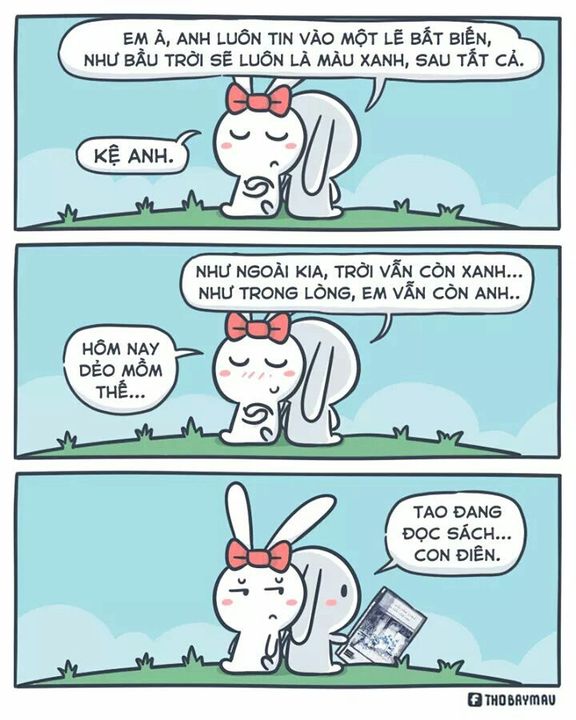 EM À, ANH LUÔN TIN VÀO MỘT LẼ BẤT BIẾN,
NHƯ BẦU TRỜI SẼ LUÔN LÀ MÀU XANH, SAU TẤT CẢ.
KỆ ANH.
NHƯ NGOÀI KIA, TRỜI VẪN CÒN XANH...
NHƯ TRONG LÒNG, EM VẪN CÒN ANH..
HÔM NAY
DẺO MỒM
THẾ...
TAO ĐANG
ĐỌC SÁCH...
CON ĐIÊN.
THOBAYMAU